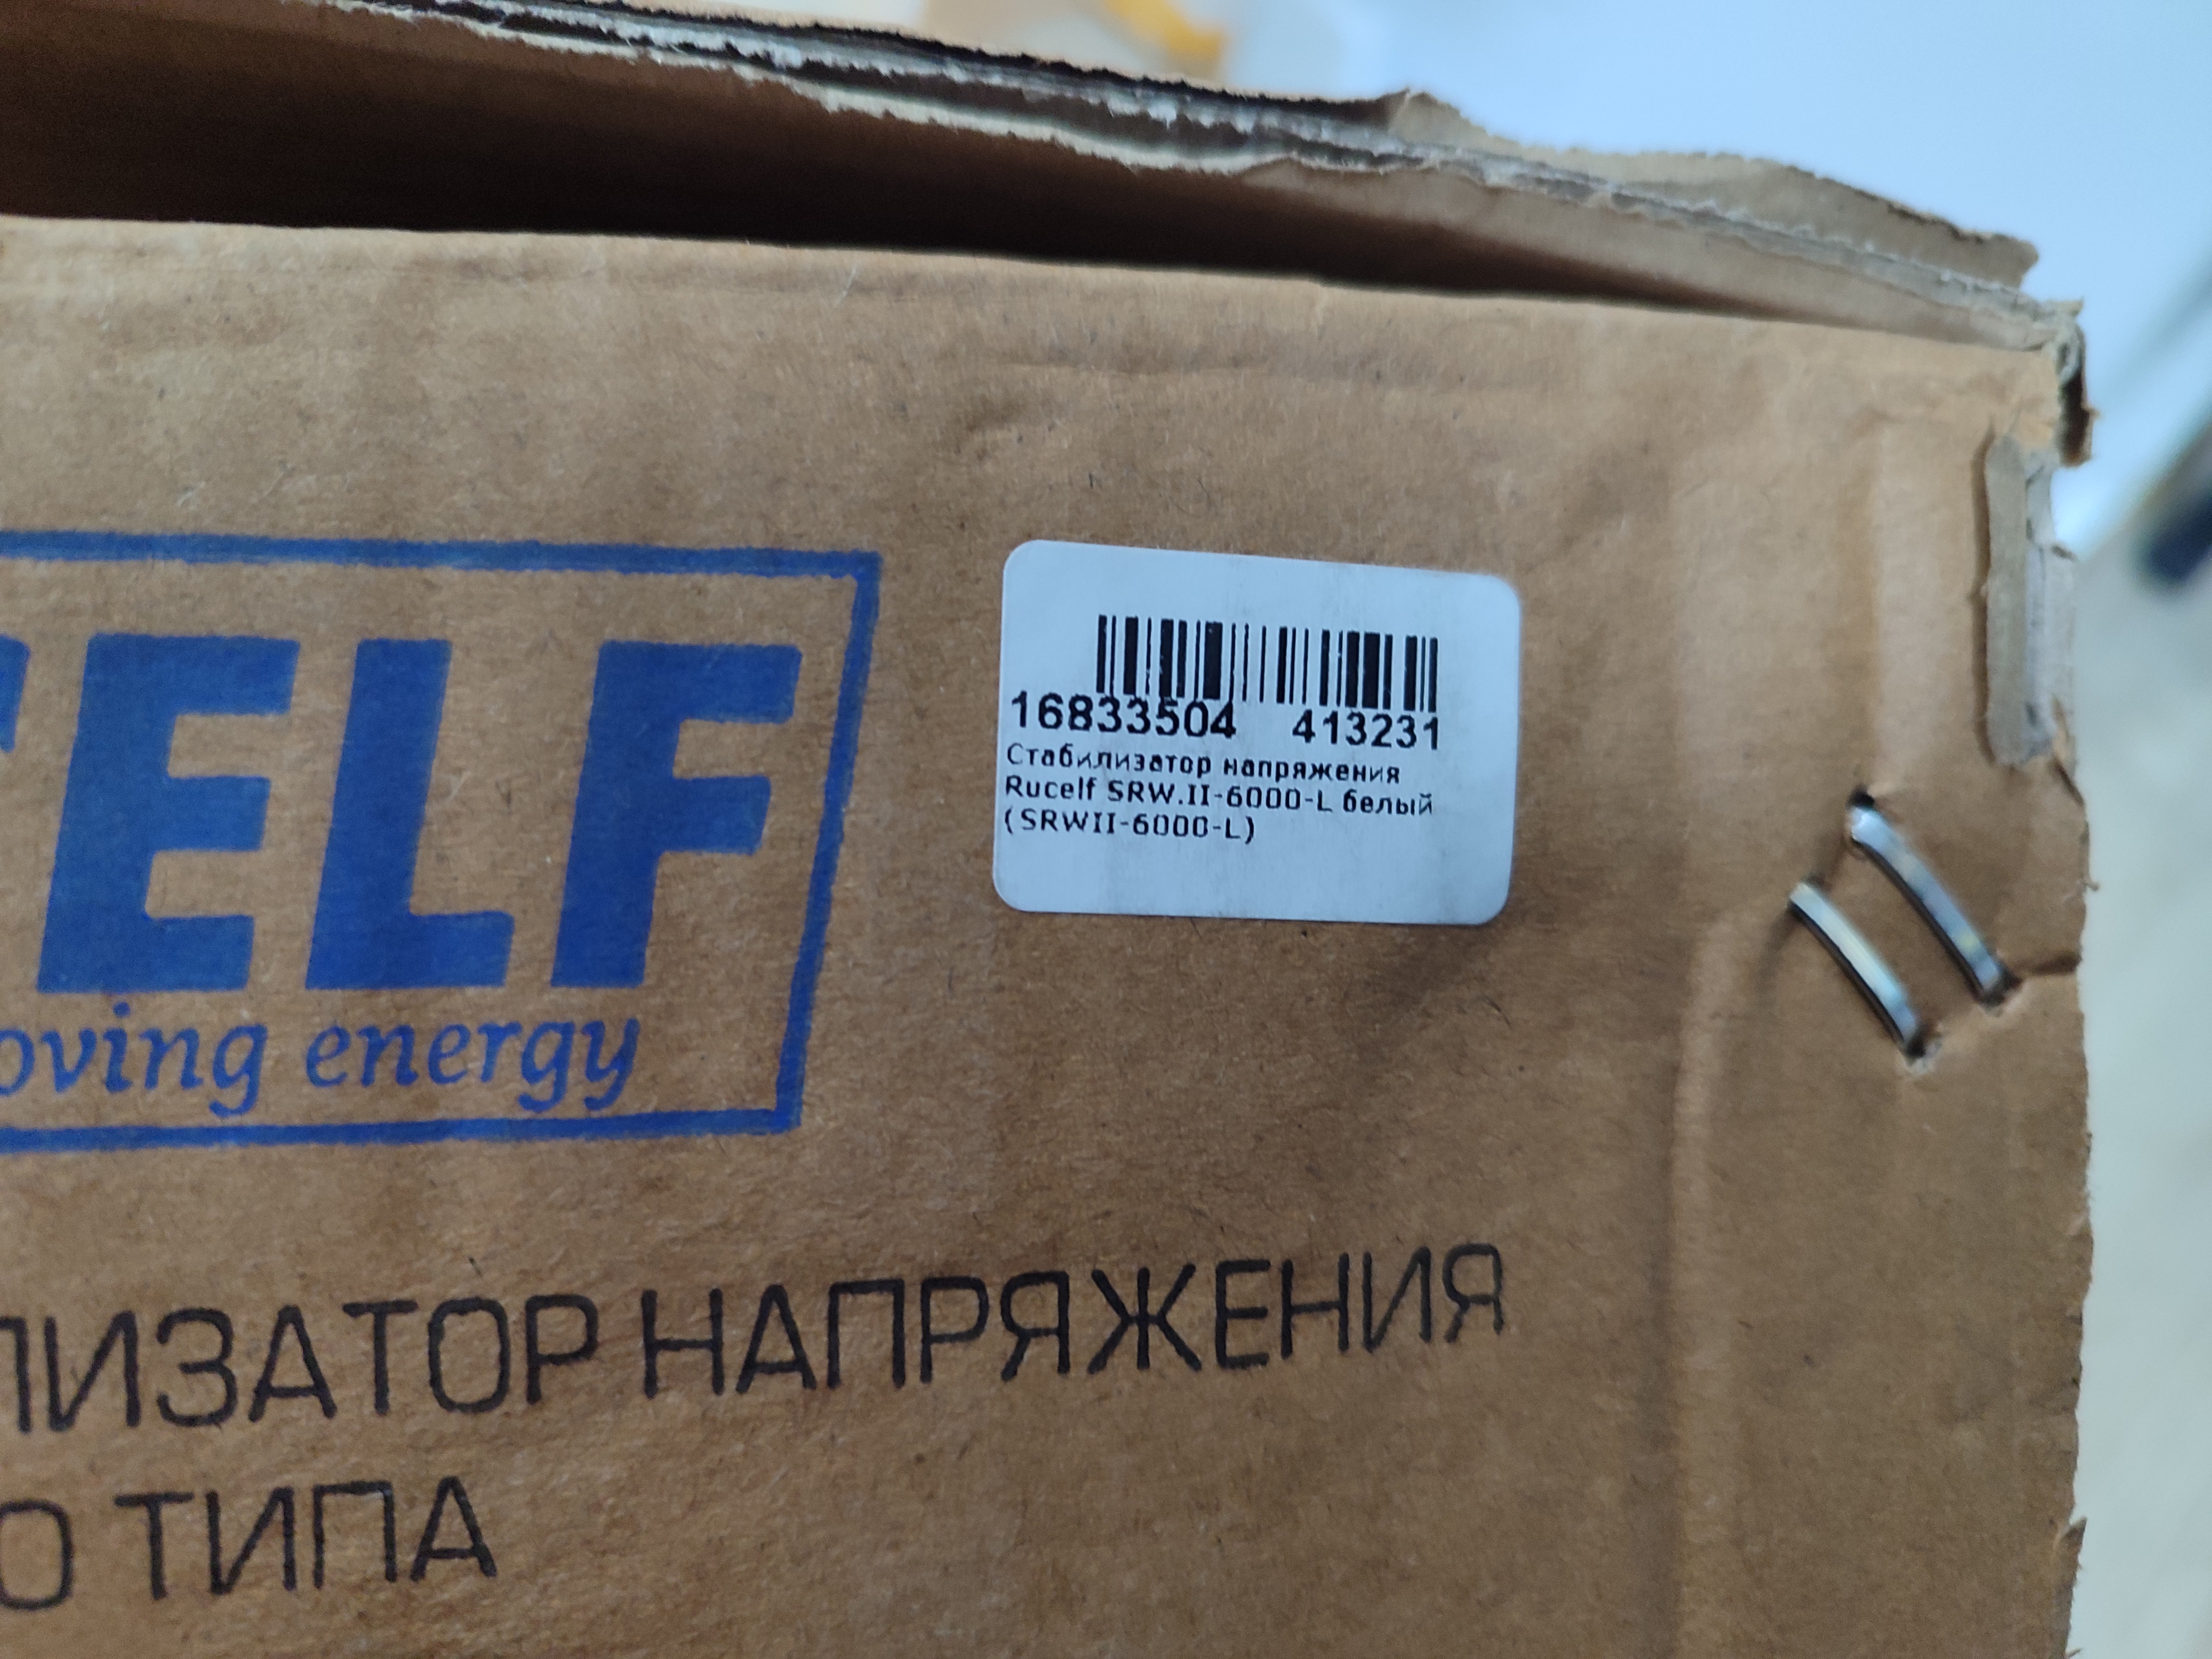 ELF
oving energy
16833504 413231
Стабилизатор напряжения
Rucelf SRW.II-6000-L белый
(SRWII-6000-L)
ЛИЗАТОР НАПРЯЖЕНИЯ
О ТИПА